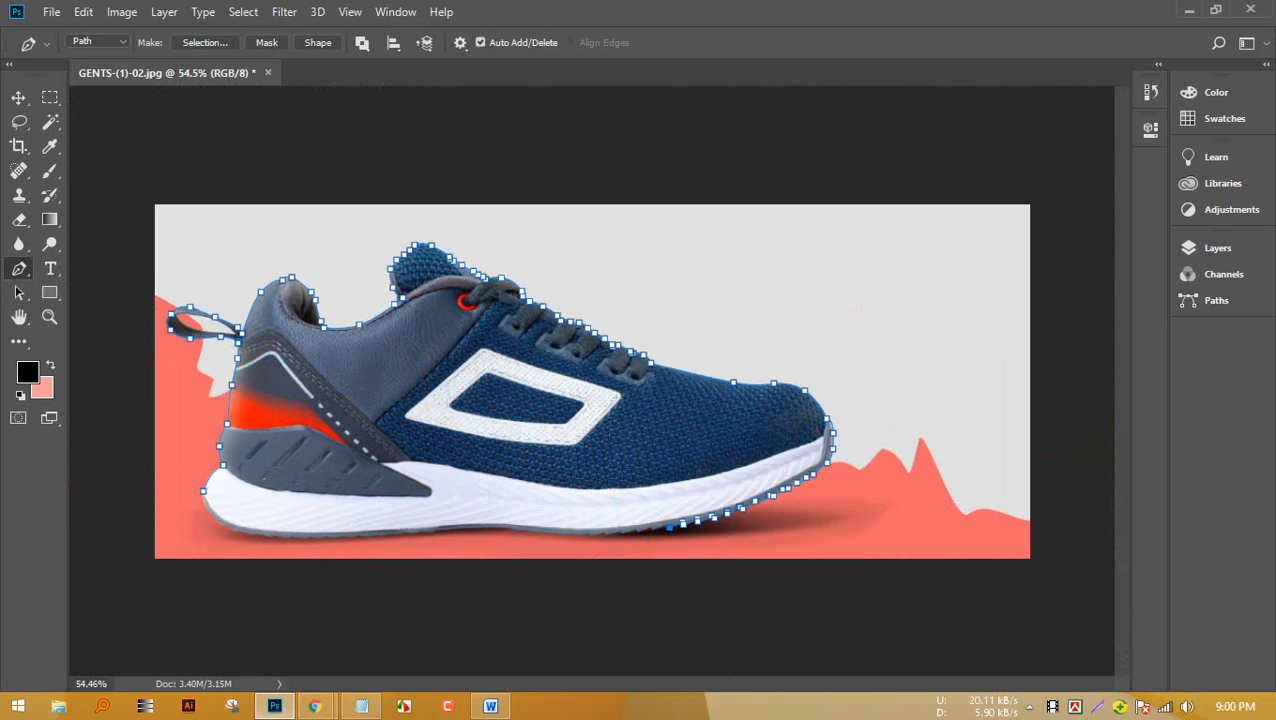 Ps File Edit Image Layer Type Select Filter 3D View Window Help
Path Make: Selection... Mask Shape Auto Add/Delete Align Edges
GENTS-(1)-02.jpg @ 54.5% (RGB/8) * ×
Color
Swatches
Learn
Libraries
Adjustments
Layers
Channels
Paths
54.46% Doc: 3.40M/3.15M
U: 20.11 kB/s
D: 5.90 kB/s
Ai Ps W 9:00 PM